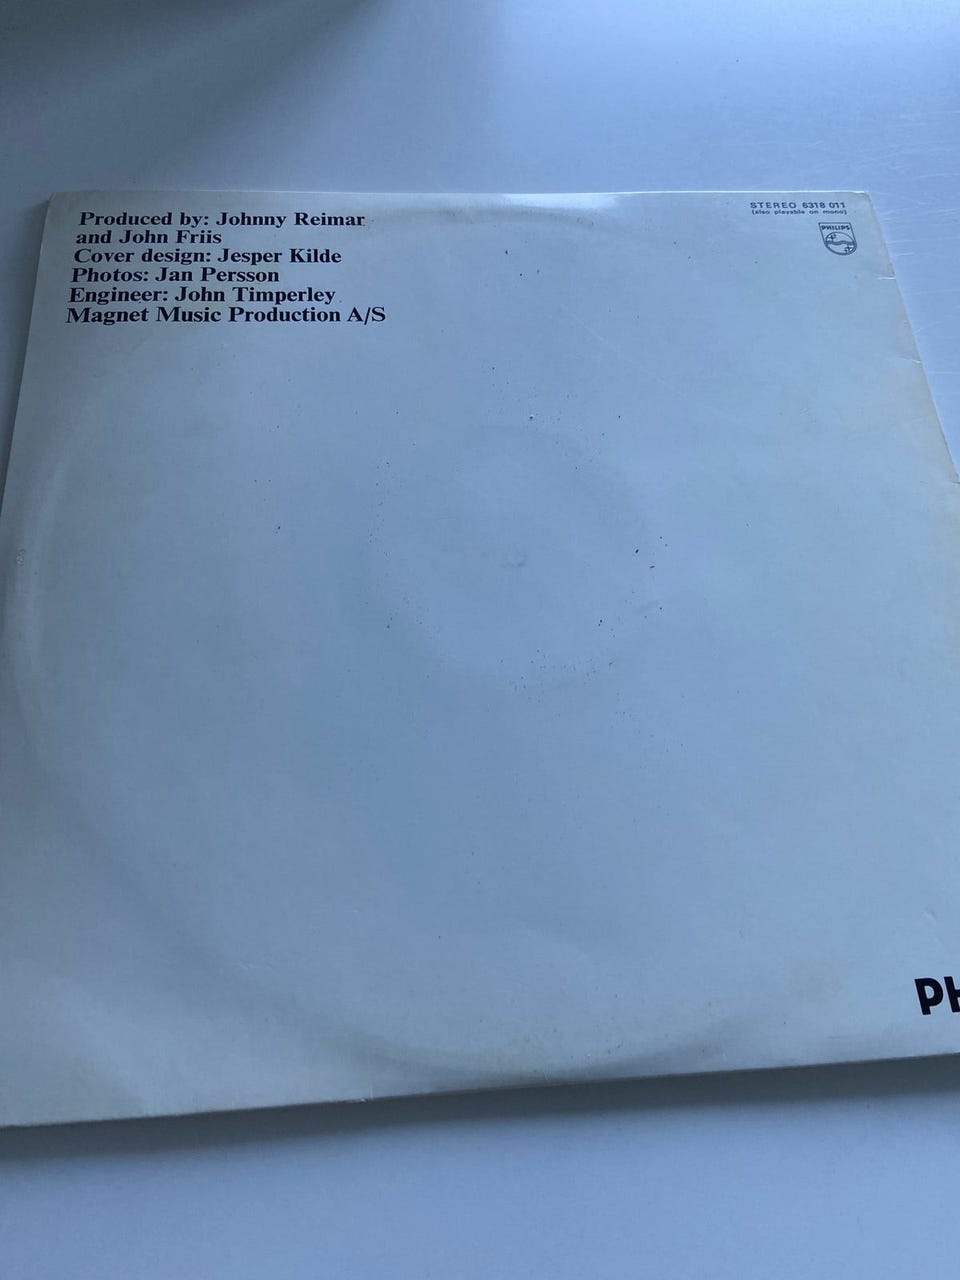 Produced by: Johnny Reimar
and John Friis
Cover design: Jesper Kilde
Photos: Jan Persson
Engineer: John Timperley
Magnet Music Production A/S
STEREO 6318 011
(also playable on mono)
PHILIPS